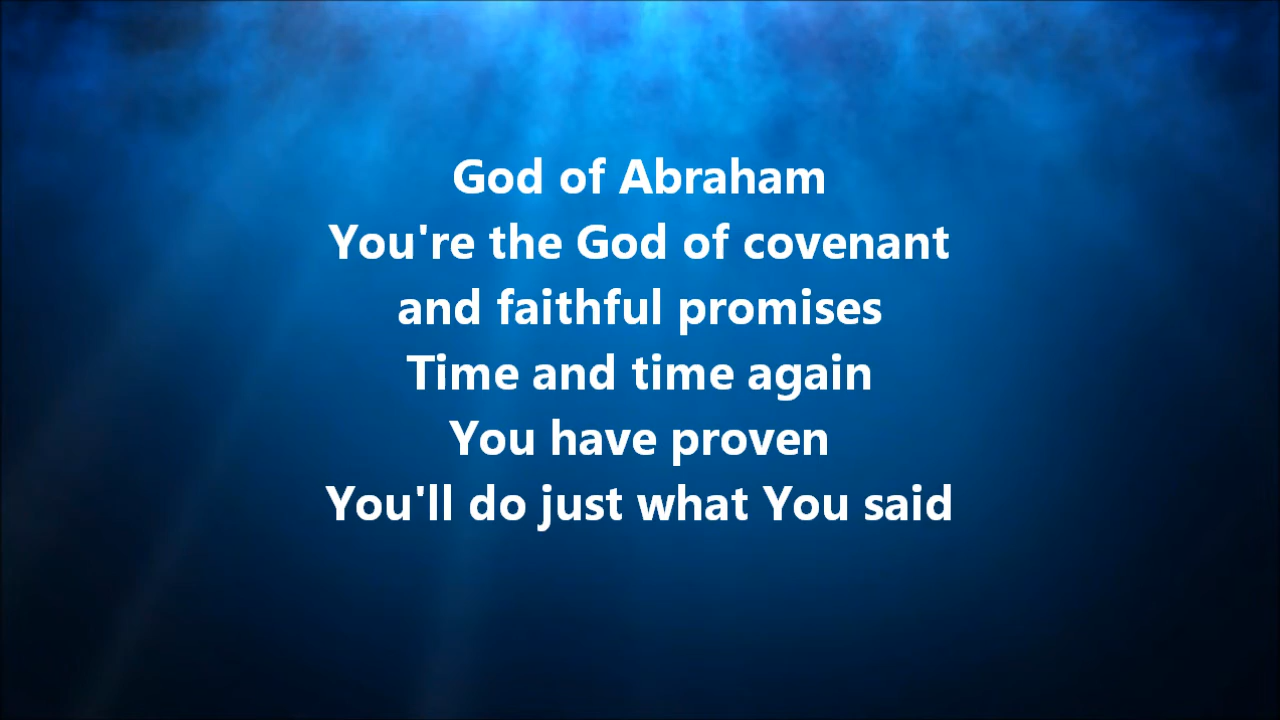 God of Abraham
You're the God of covenant
and faithful promises
Time and time again
You have proven
You'll do just what You said